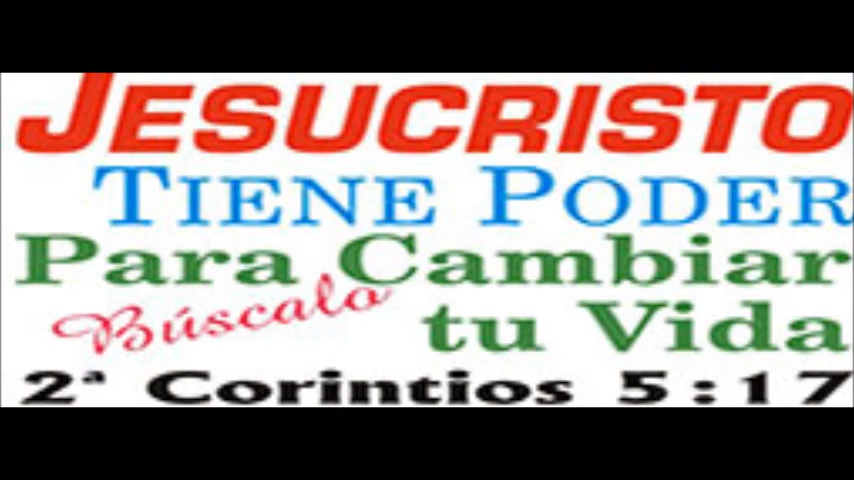 JESUCRISTO
TIENE PODER
Para Cambiar
Búscalo
tu Vida
2ª Corintios 5:17